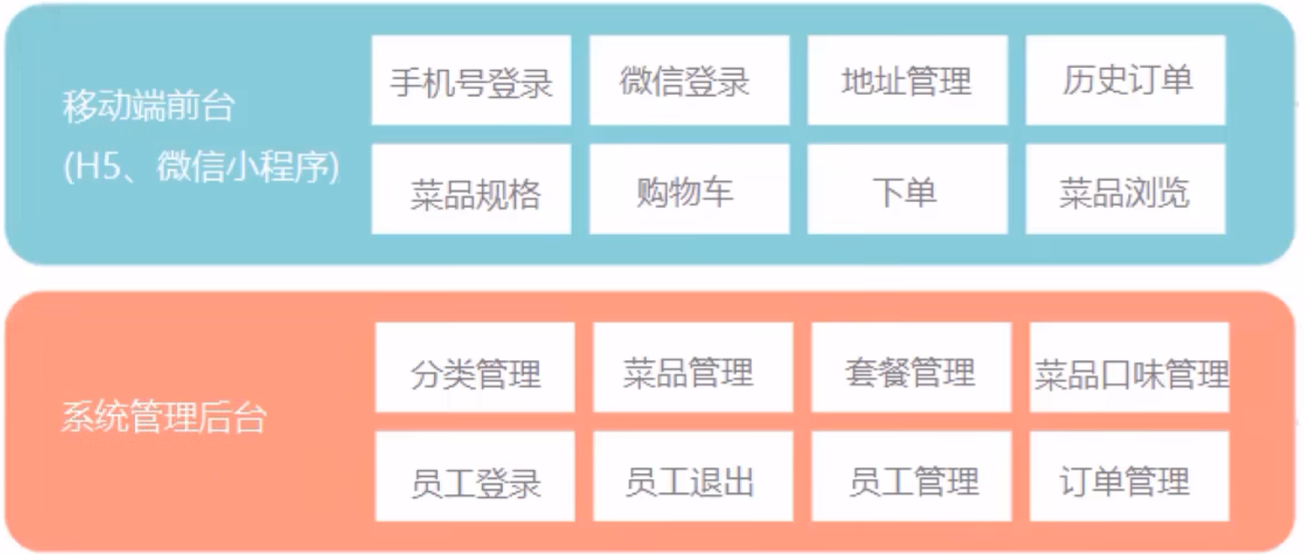 移动端前台
(H5、微信小程序)
手机号登录
微信登录
地址管理
历史订单
菜品规格
购物车
下单
菜品浏览
系统管理后台
分类管理
菜品管理
套餐管理
菜品口味管理
员工登录
员工退出
员工管理
订单管理